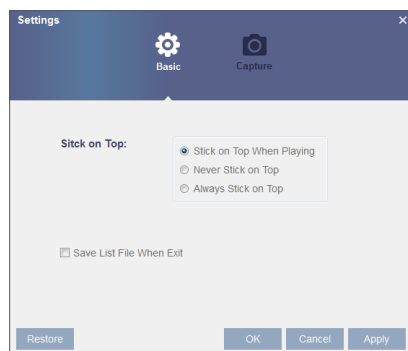 Settings
Basic
Capture
Sitck on Top:
Stick on Top When Playing
Never Stick on Top
Always Stick on Top
Save List File When Exit
Restore
OK
Cancel
Apply